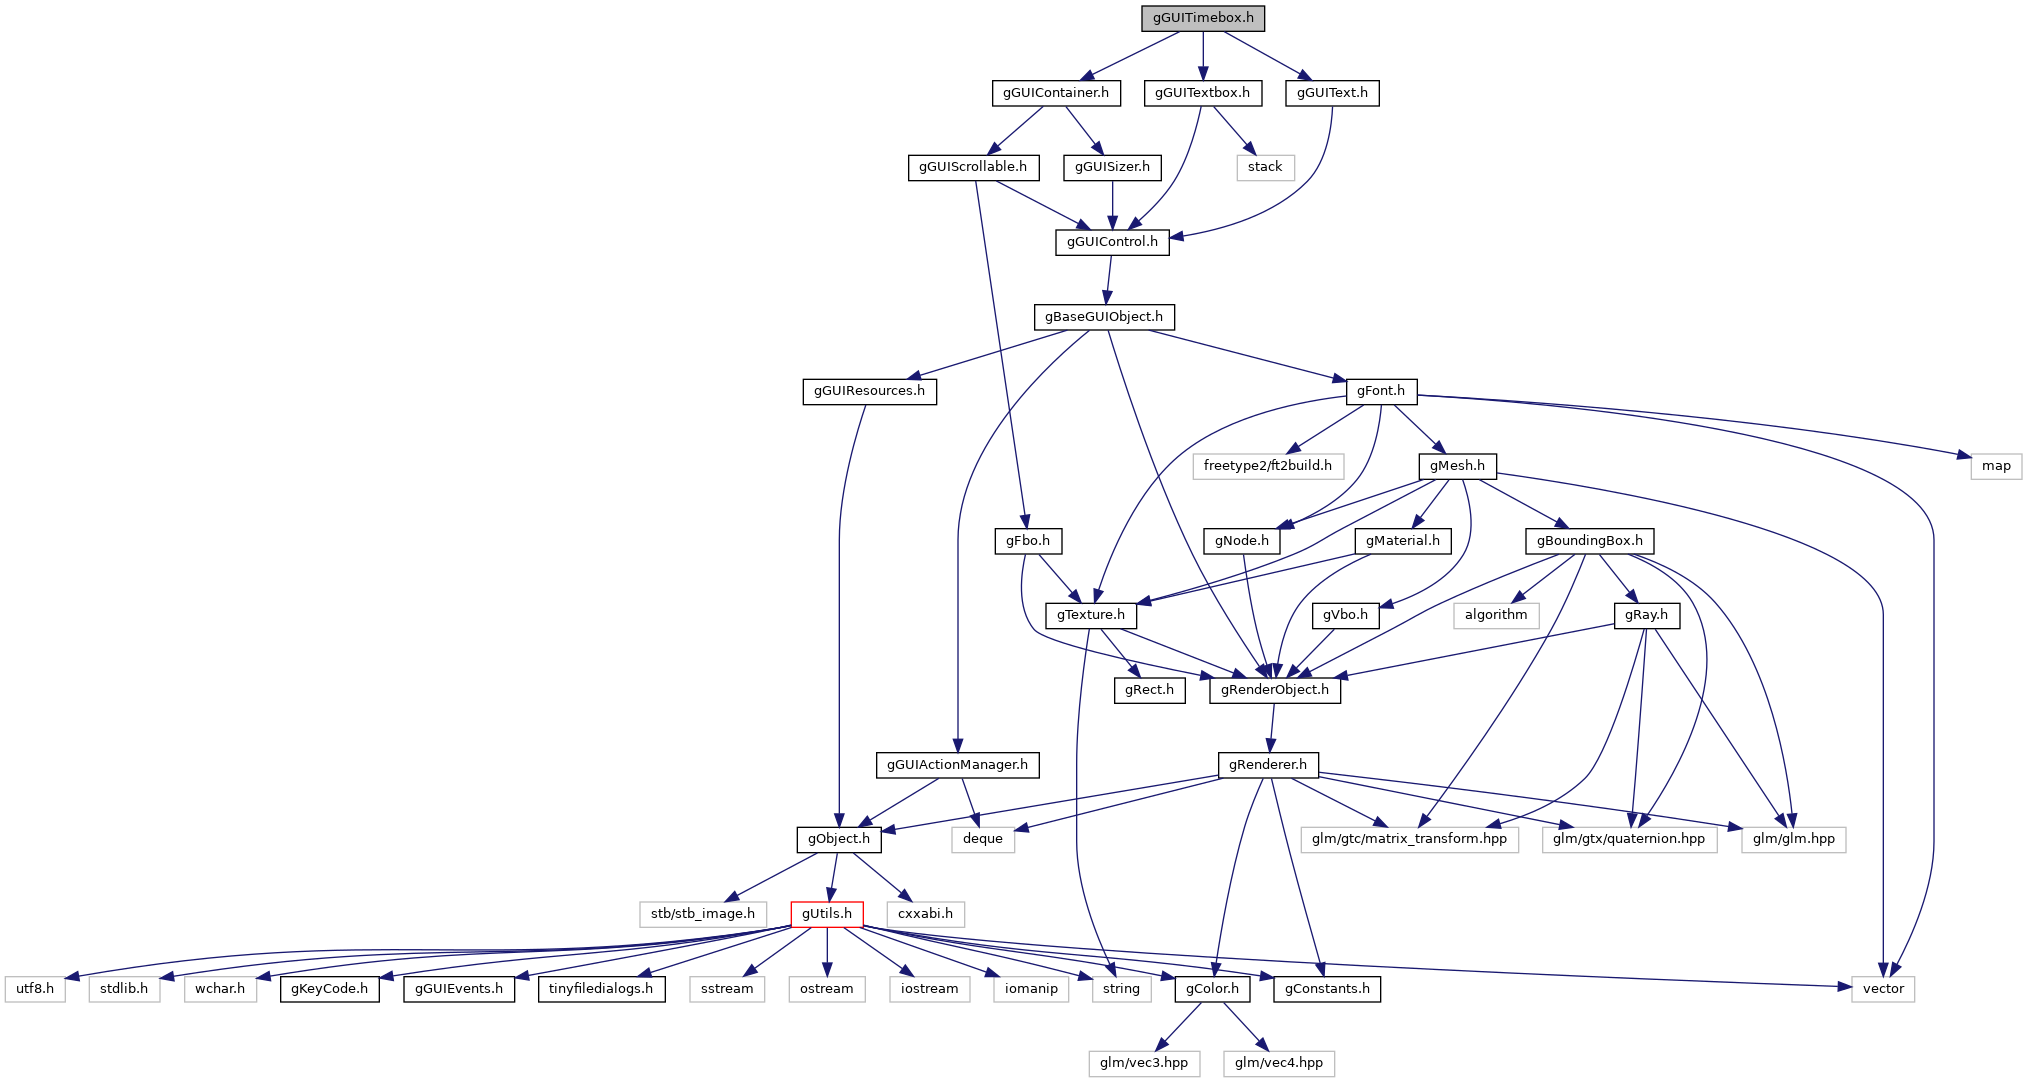 gGUITimebox.h
gGUIContainer.h
gGUITextbox.h
gGUIText.h
gGUIScrollable.h
gGUISizer.h
stack
gGUIControl.h
gBaseGUIObject.h
gGUIResources.h
gFont.h
freetype2/ft2build.h
gMesh.h
map
gFbo.h
gNode.h
gMaterial.h
gBoundingBox.h
gTexture.h
gVbo.h
algorithm
gRay.h
gRect.h
gRenderObject.h
gGUIActionManager.h
gRenderer.h
gObject.h
deque
glm/gtc/matrix_transform.hpp
glm/gtx/quaternion.hpp
glm/glm.hpp
stb/stb_image.h
gUtils.h
cxxabi.h
utf8.h
stdlib.h
wchar.h
gKeyCode.h
gGUIEvents.h
tinyfiledialogs.h
sstream
ostream
iostream
iomanip
string
gColor.h
gConstants.h
vector
glm/vec3.hpp
glm/vec4.hpp